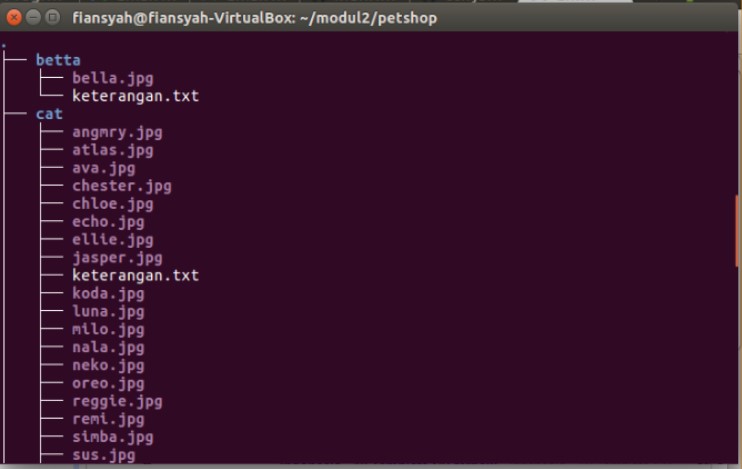 fiansyah@fiansyah-VirtualBox: ~/modul2/petshop
.
├── betta
│   ├── bella.jpg
│   └── keterangan.txt
├── cat
│   ├── angmry.jpg
│   ├── atlas.jpg
│   ├── ava.jpg
│   ├── chester.jpg
│   ├── chloe.jpg
│   ├── echo.jpg
│   ├── ellie.jpg
│   ├── jasper.jpg
│   ├── keterangan.txt
│   ├── koda.jpg
│   ├── luna.jpg
│   ├── milo.jpg
│   ├── nala.jpg
│   ├── neko.jpg
│   ├── oreo.jpg
│   ├── reggie.jpg
│   ├── remi.jpg
│   ├── simba.jpg
│   ├── sus.jpg